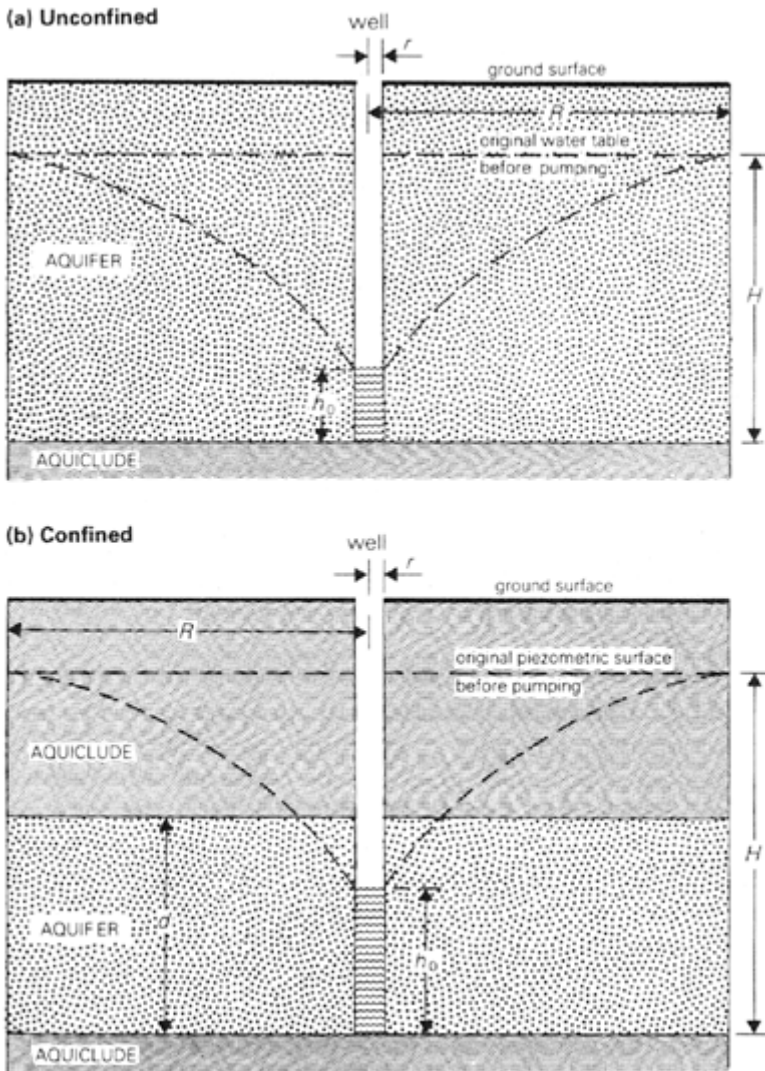 (a) Unconfined
well
r
ground surface
R
original water table
before pumping
AQUIFER
H
h₀
AQUICLUDE
(b) Confined
well
r
ground surface
R
original piezometric surface
before pumping
AQUICLUDE
H
AQUIFER
d
h₀
AQUICLUDE